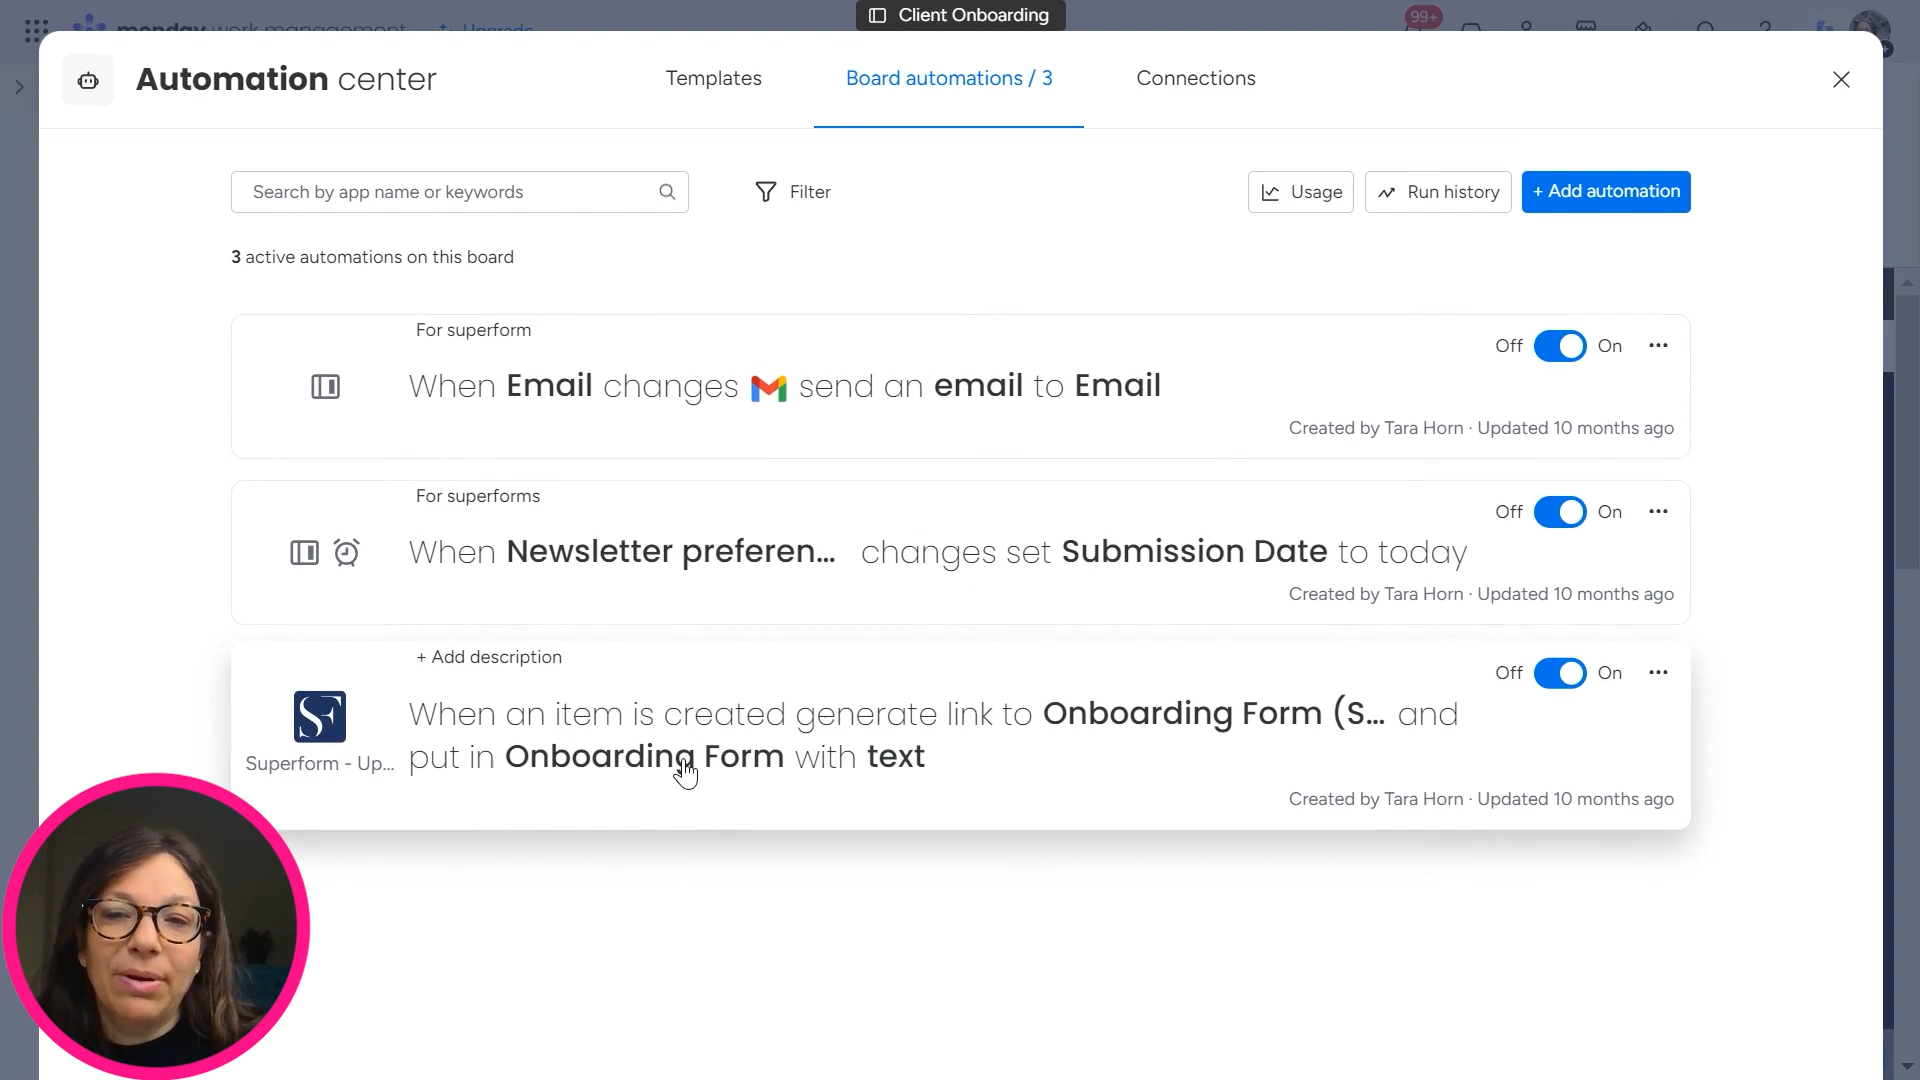 Client Onboarding
monday work management
Upgrade
99+
Automation center
Templates
Board automations / 3
Connections
Search by app name or keywords
Filter
Usage
Run history
+ Add automation
3 active automations on this board
For superform
Off
On
When Email changes send an email to Email
Created by Tara Horn · Updated 10 months ago
For superforms
Off
On
When Newsletter preferen... changes set Submission Date to today
Created by Tara Horn · Updated 10 months ago
+ Add description
Off
On
SF
Superform - Up...
When an item is created generate link to Onboarding Form (S... and
put in Onboarding Form with text
Created by Tara Horn · Updated 10 months ago